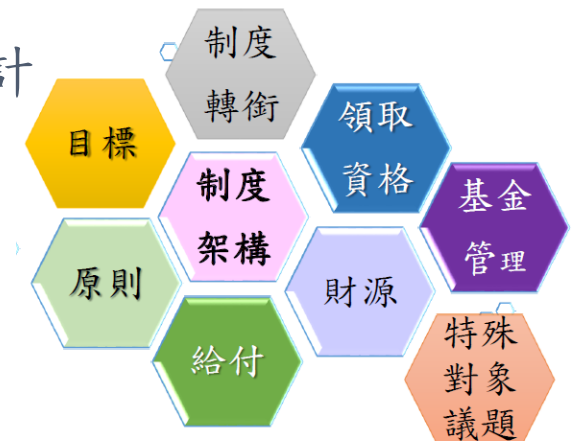 計
制度
轉銜
目標
領取
資格
制度
架構
基金
管理
原則
財源
給付
特殊
對象
議題